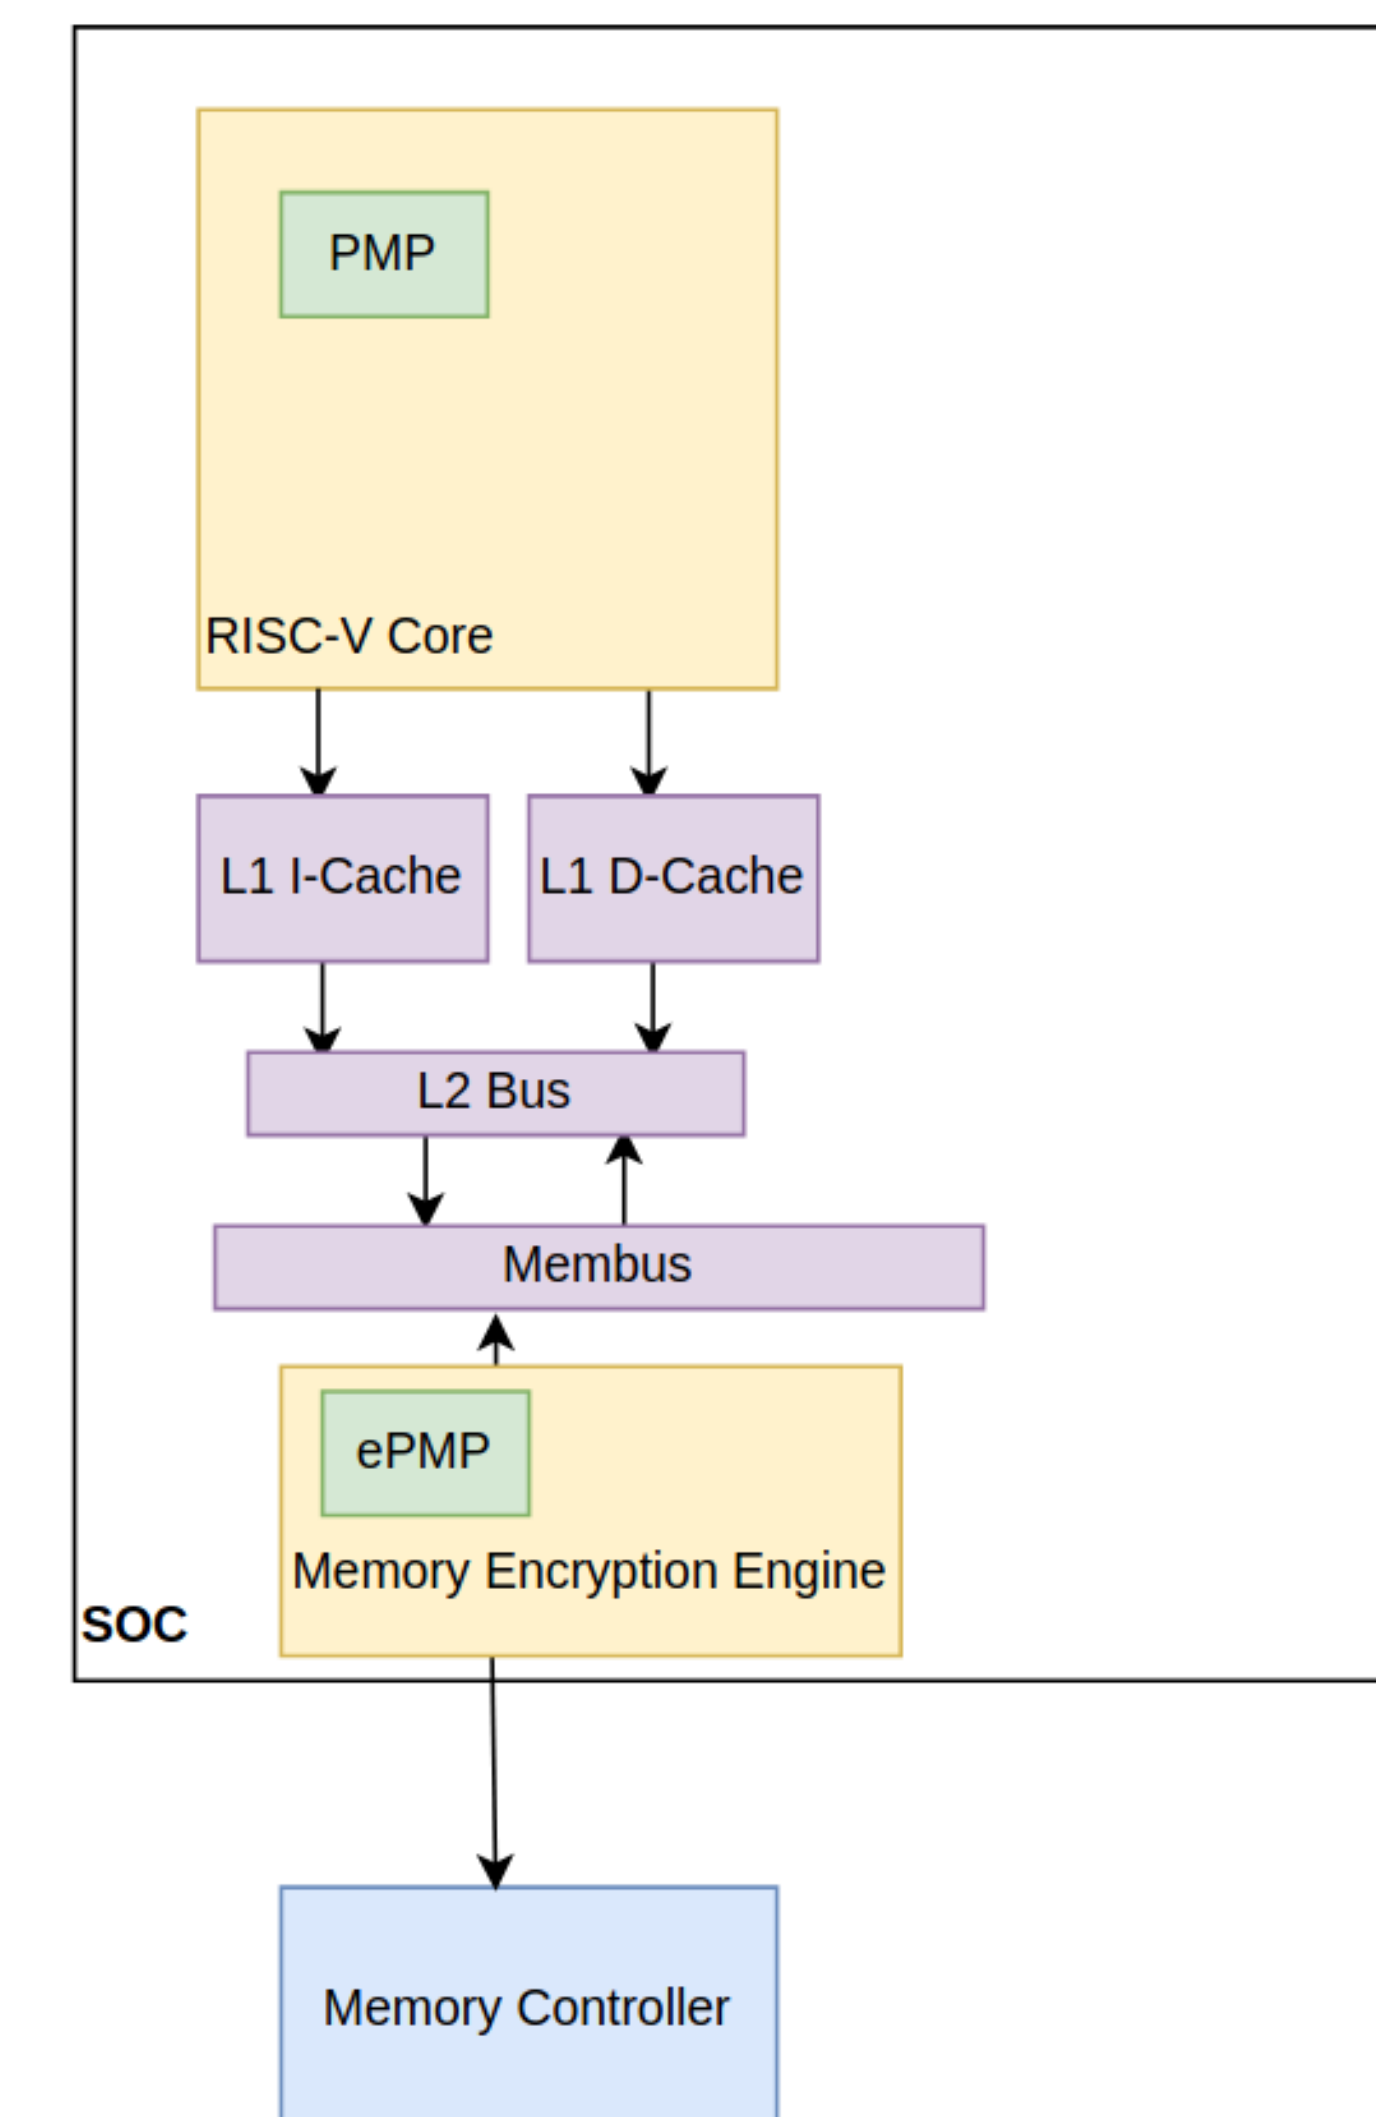 PMP
RISC-V Core
L1 I-Cache
L1 D-Cache
L2 Bus
Membus
ePMP
Memory Encryption Engine
SOC
Memory Controller